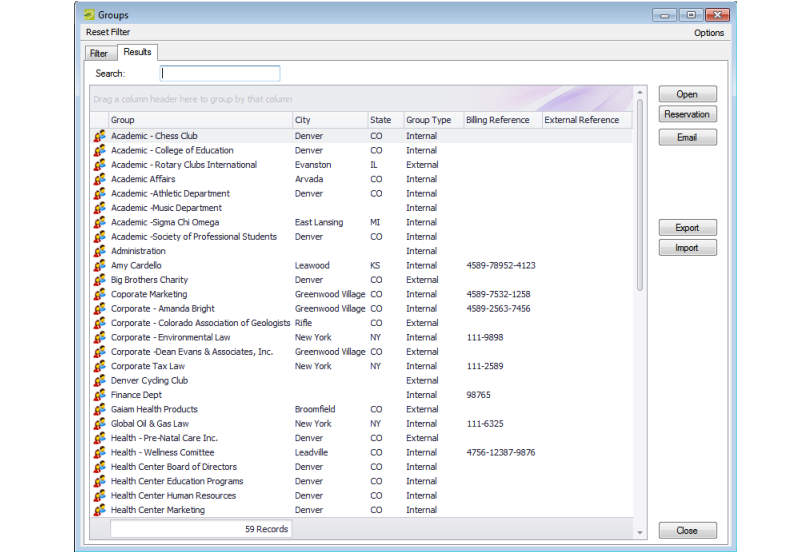 Groups
Reset Filter Options
Filter Results
Search:
Drag a column header here to group by that column
Group City State Group Type Billing Reference External Reference
Academic - Chess Club Denver CO Internal
Academic - College of Education Denver CO Internal
Academic - Rotary Clubs International Evanston IL External
Academic Affairs Arvada CO Internal
Academic -Athletic Department Denver CO Internal
Academic -Music Department Internal
Academic -Sigma Chi Omega East Lansing MI Internal
Academic -Society of Professional Students Denver CO Internal
Administration Internal
Amy Cardello Leawood KS Internal 4589-78952-4123
Big Brothers Charity Denver CO External
Coporate Marketing Greenwood Village CO Internal 4589-7532-1258
Corporate - Amanda Bright Greenwood Village CO Internal 4589-2563-7456
Corporate - Colorado Association of Geologists Rifle CO External
Corporate - Environmental Law New York NY Internal 111-9898
Corporate -Dean Evans & Associates, Inc. Greenwood Village CO External
Corporate Tax Law New York NY Internal 111-2589
Denver Cycling Club External
Finance Dept Internal 98765
Gaiam Health Products Broomfield CO External
Global Oil & Gas Law New York NY Internal 111-6325
Health - Pre-Natal Care Inc. Denver CO External
Health - Wellness Comittee Leadville CO Internal 4756-12387-9876
Health Center Board of Directors Denver CO Internal
Health Center Education Programs Denver CO Internal
Health Center Human Resources Denver CO Internal
Health Center Marketing Denver CO Internal
59 Records
Open
Reservation
Email
Export
Import
Close